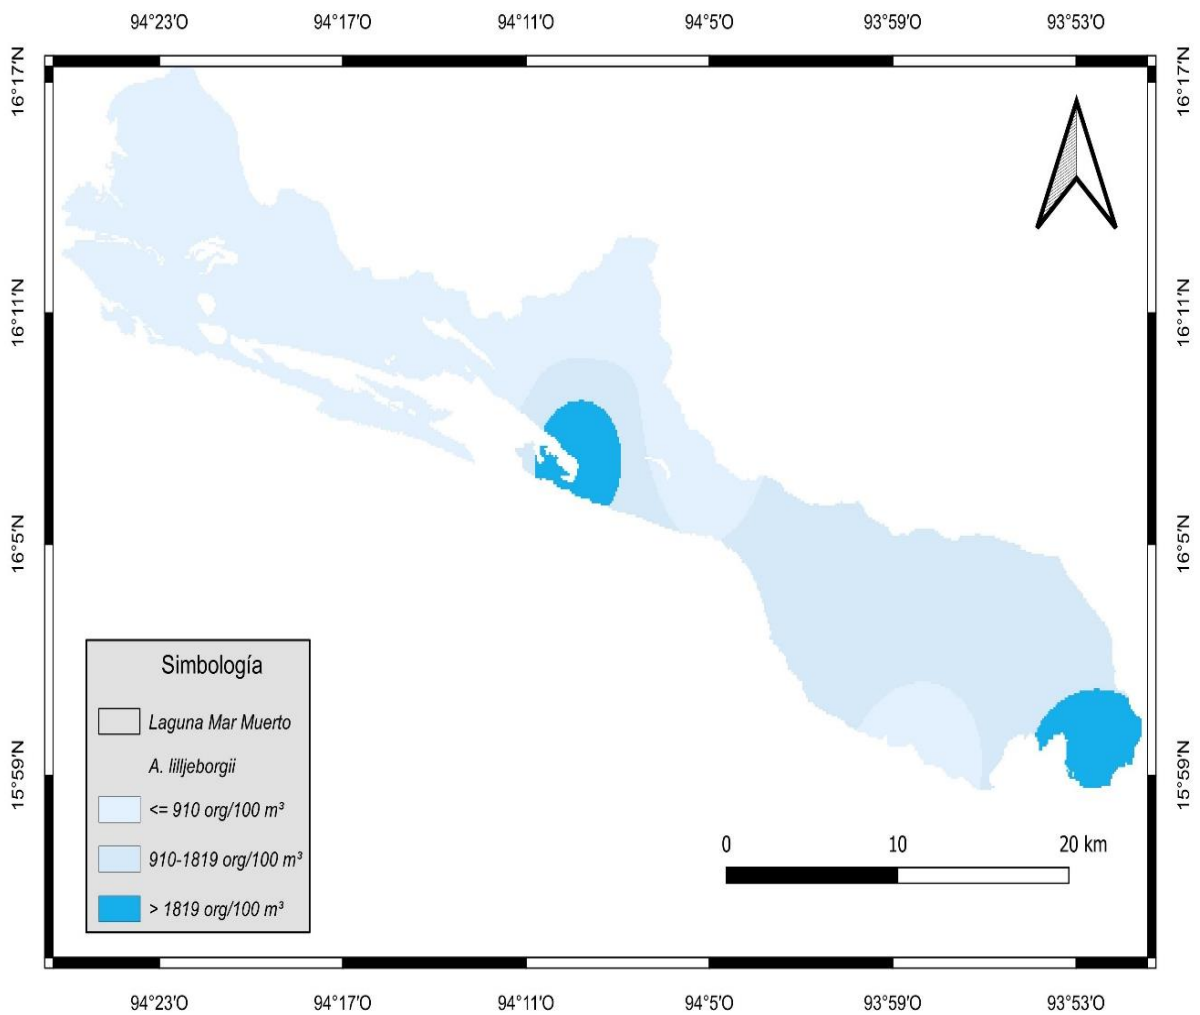 94°23'O 94°17'O 94°11'O 94°5'O 93°59'O 93°53'O
16°17'N 16°17'N
16°11'N 16°11'N
16°5'N 16°5'N
15°59'N 15°59'N
Simbología
Laguna Mar Muerto
A. lilljeborgii
<= 910 org/100 m³
910-1819 org/100 m³
> 1819 org/100 m³
0 10 20 km
94°23'O 94°17'O 94°11'O 94°5'O 93°59'O 93°53'O